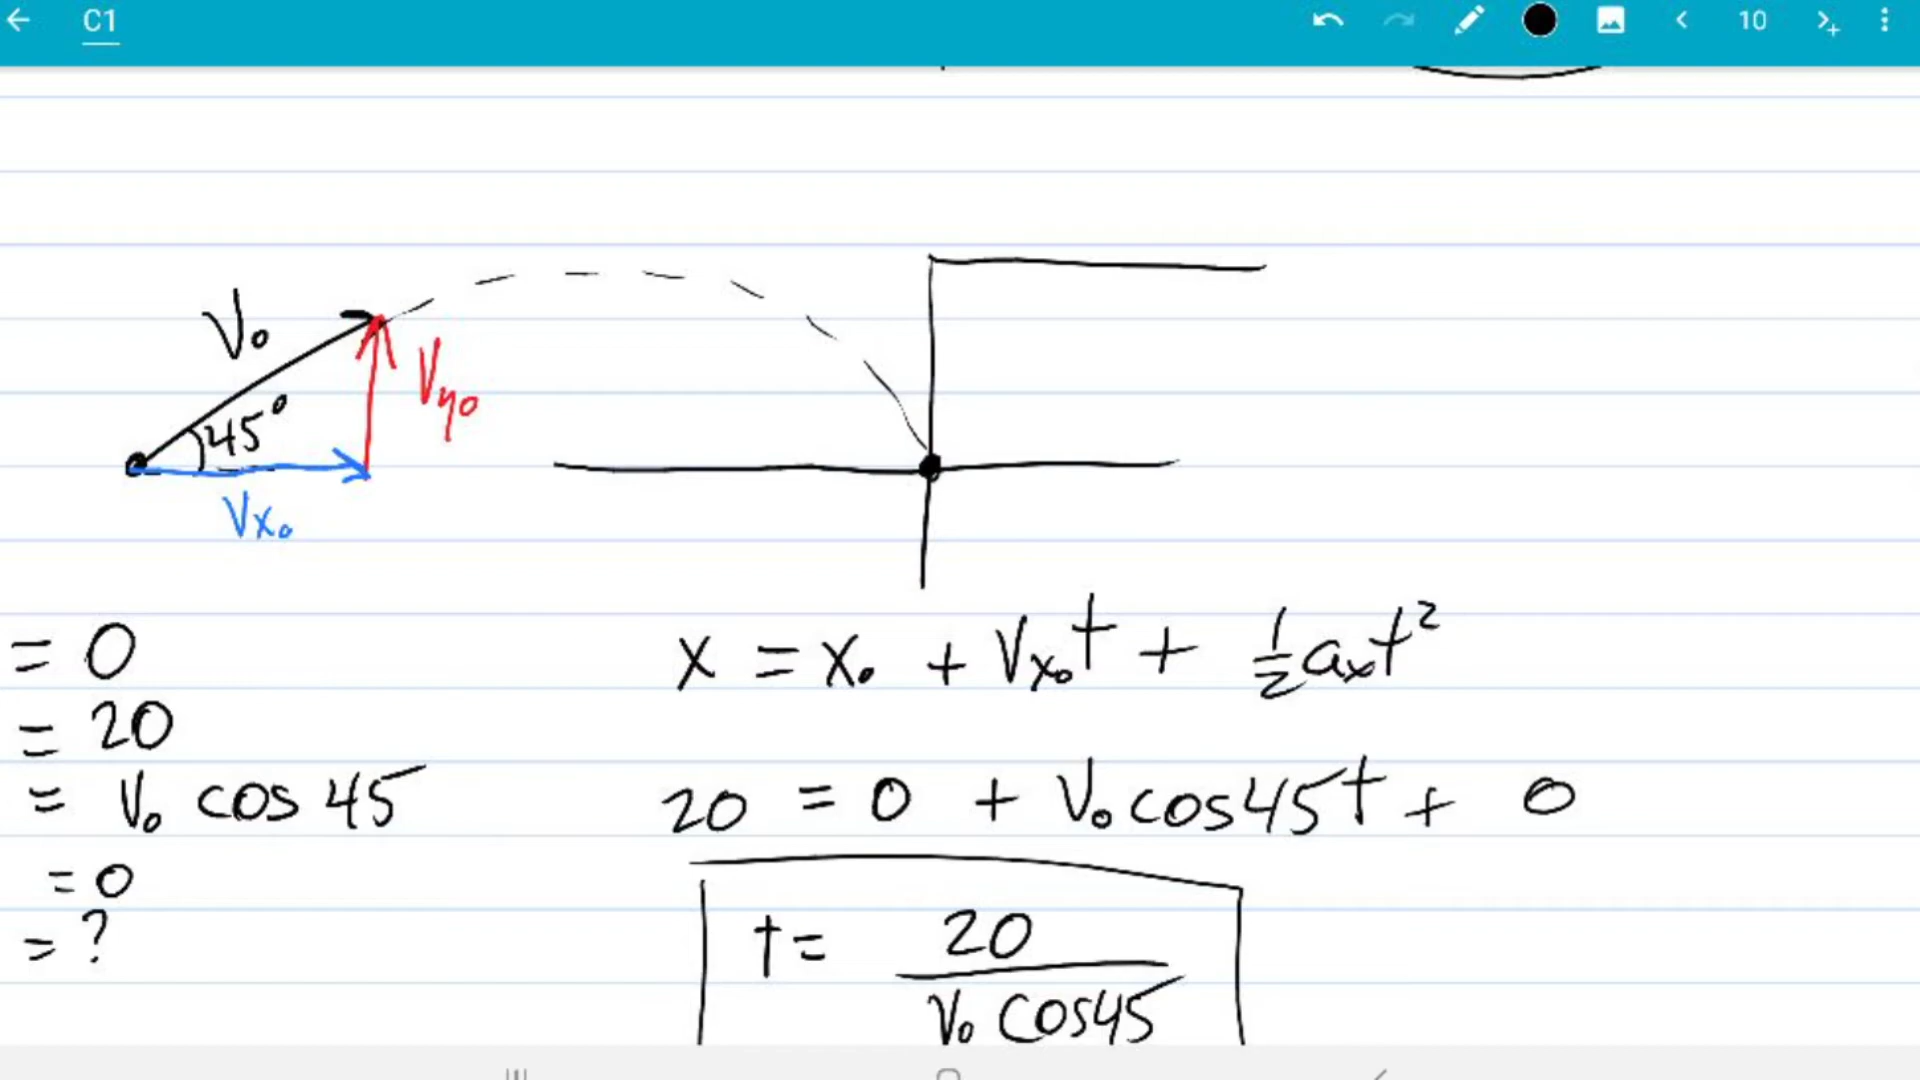 C1
10
V₀
45°
Vy₀
Vx₀
= 0
= 20
= V₀ cos 45
= 0
= ?
x = x₀ + Vx₀t + ½aₓt²
20 = 0 + V₀cos45t + 0
t = 20 / V₀ cos45